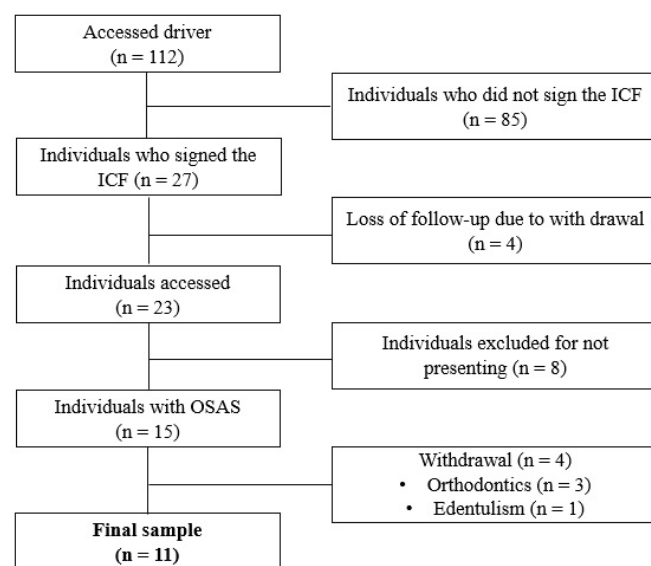 Accessed driver
(n = 112)
Individuals who did not sign the ICF
(n = 85)
Individuals who signed the
ICF (n = 27)
Loss of follow-up due to with drawal
(n = 4)
Individuals accessed
(n = 23)
Individuals excluded for not
presenting (n = 8)
Individuals with OSAS
(n = 15)
Withdrawal (n = 4)
• Orthodontics (n = 3)
• Edentulism (n = 1)
Final sample
(n = 11)